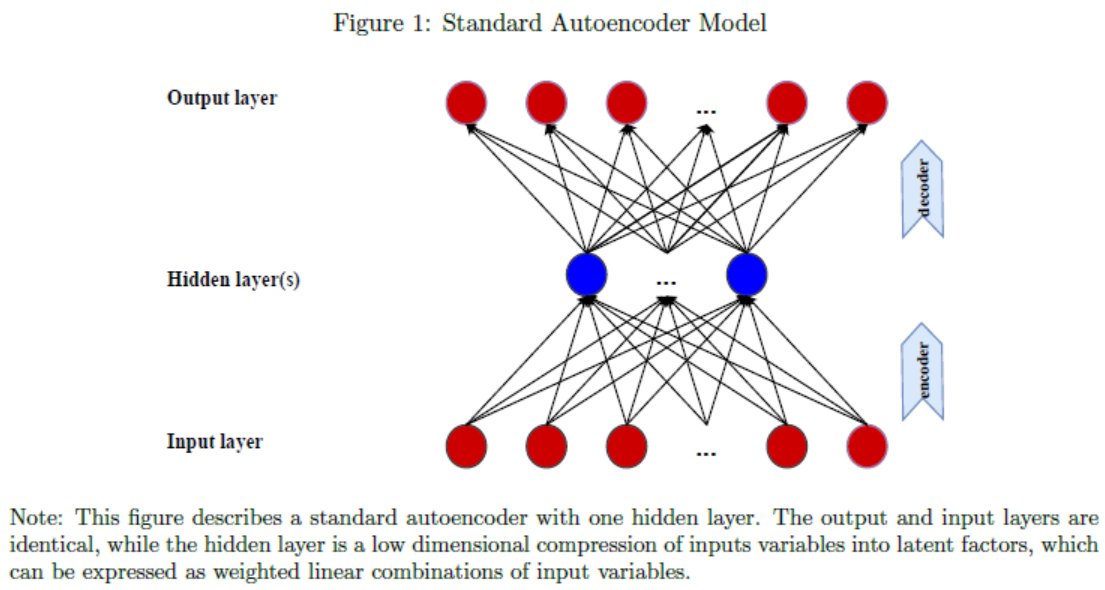 Figure 1: Standard Autoencoder Model
Output layer
...
decoder
Hidden layer(s)
...
encoder
Input layer
...
Note: This figure describes a standard autoencoder with one hidden layer. The output and input layers are
identical, while the hidden layer is a low dimensional compression of inputs variables into latent factors, which
can be expressed as weighted linear combinations of input variables.